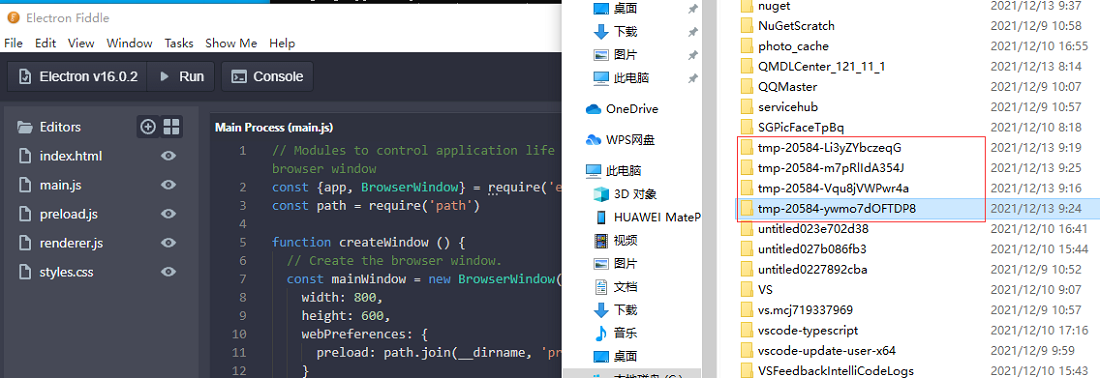 Electron Fiddle
File Edit View Window Tasks Show Me Help
Electron v16.0.2 Run Console
Editors
index.html
main.js
preload.js
renderer.js
styles.css
Main Process (main.js)
1 // Modules to control application life
browser window
2 const {app, BrowserWindow} = require('e
3 const path = require('path')
4
5 function createWindow () {
6 // Create the browser window.
7 const mainWindow = new BrowserWindow(
8 width: 800,
9 height: 600,
10 webPreferences: {
11 preload: path.join(__dirname, 'pr
12 }
桌面
下载
图片
此电脑
OneDrive
WPS网盘
此电脑
3D 对象
HUAWEI MateP
视频
图片
文档
下载
音乐
桌面
nuget 2021/12/13 9:37
NuGetScratch 2021/12/9 10:58
photo_cache 2021/12/10 16:55
QMDLCenter_121_11_1 2021/12/13 8:14
QQMaster 2021/12/9 10:07
servicehub 2021/12/9 10:57
SGPicFaceTpBq 2021/12/10 8:18
tmp-20584-Li3yZYbczeqG 2021/12/13 9:19
tmp-20584-m7pRlIdA354J 2021/12/13 9:25
tmp-20584-Vqu8jVWPwr4a 2021/12/13 9:16
tmp-20584-ywmo7dOFTDP8 2021/12/13 9:24
untitled023e702d38 2021/12/10 16:41
untitled027b086fb3 2021/12/10 15:44
untitled0227892cba 2021/12/9 10:52
VS 2021/12/10 9:07
vs.mcj719337969 2021/12/9 10:57
vscode-typescript 2021/12/10 17:16
vscode-update-user-x64 2021/12/9 9:59
VSFeedbackIntelliCodeLogs 2021/12/10 15:43